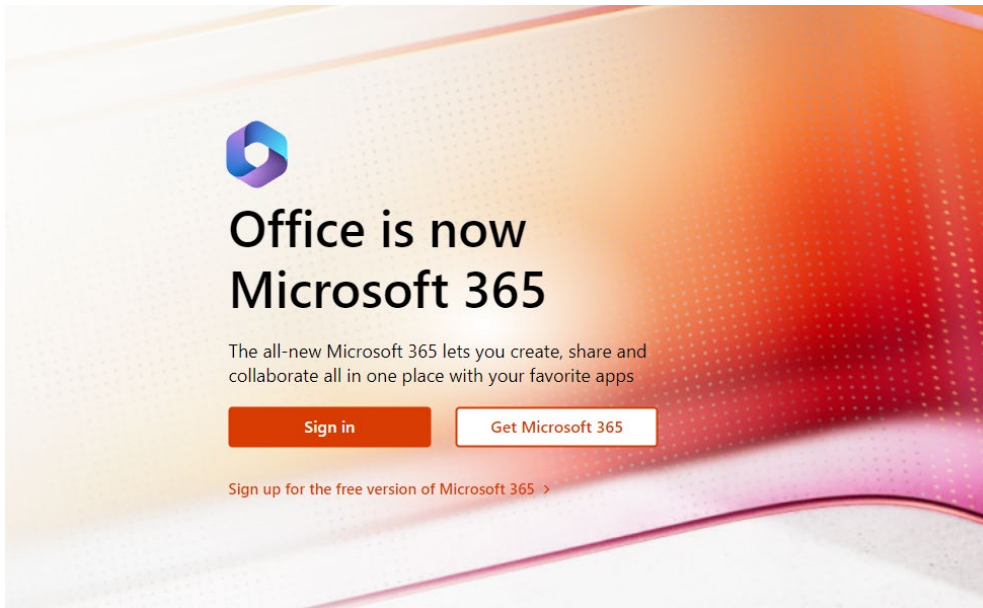 Office is now
Microsoft 365
The all-new Microsoft 365 lets you create, share and
collaborate all in one place with your favorite apps
Sign in
Get Microsoft 365
Sign up for the free version of Microsoft 365 >